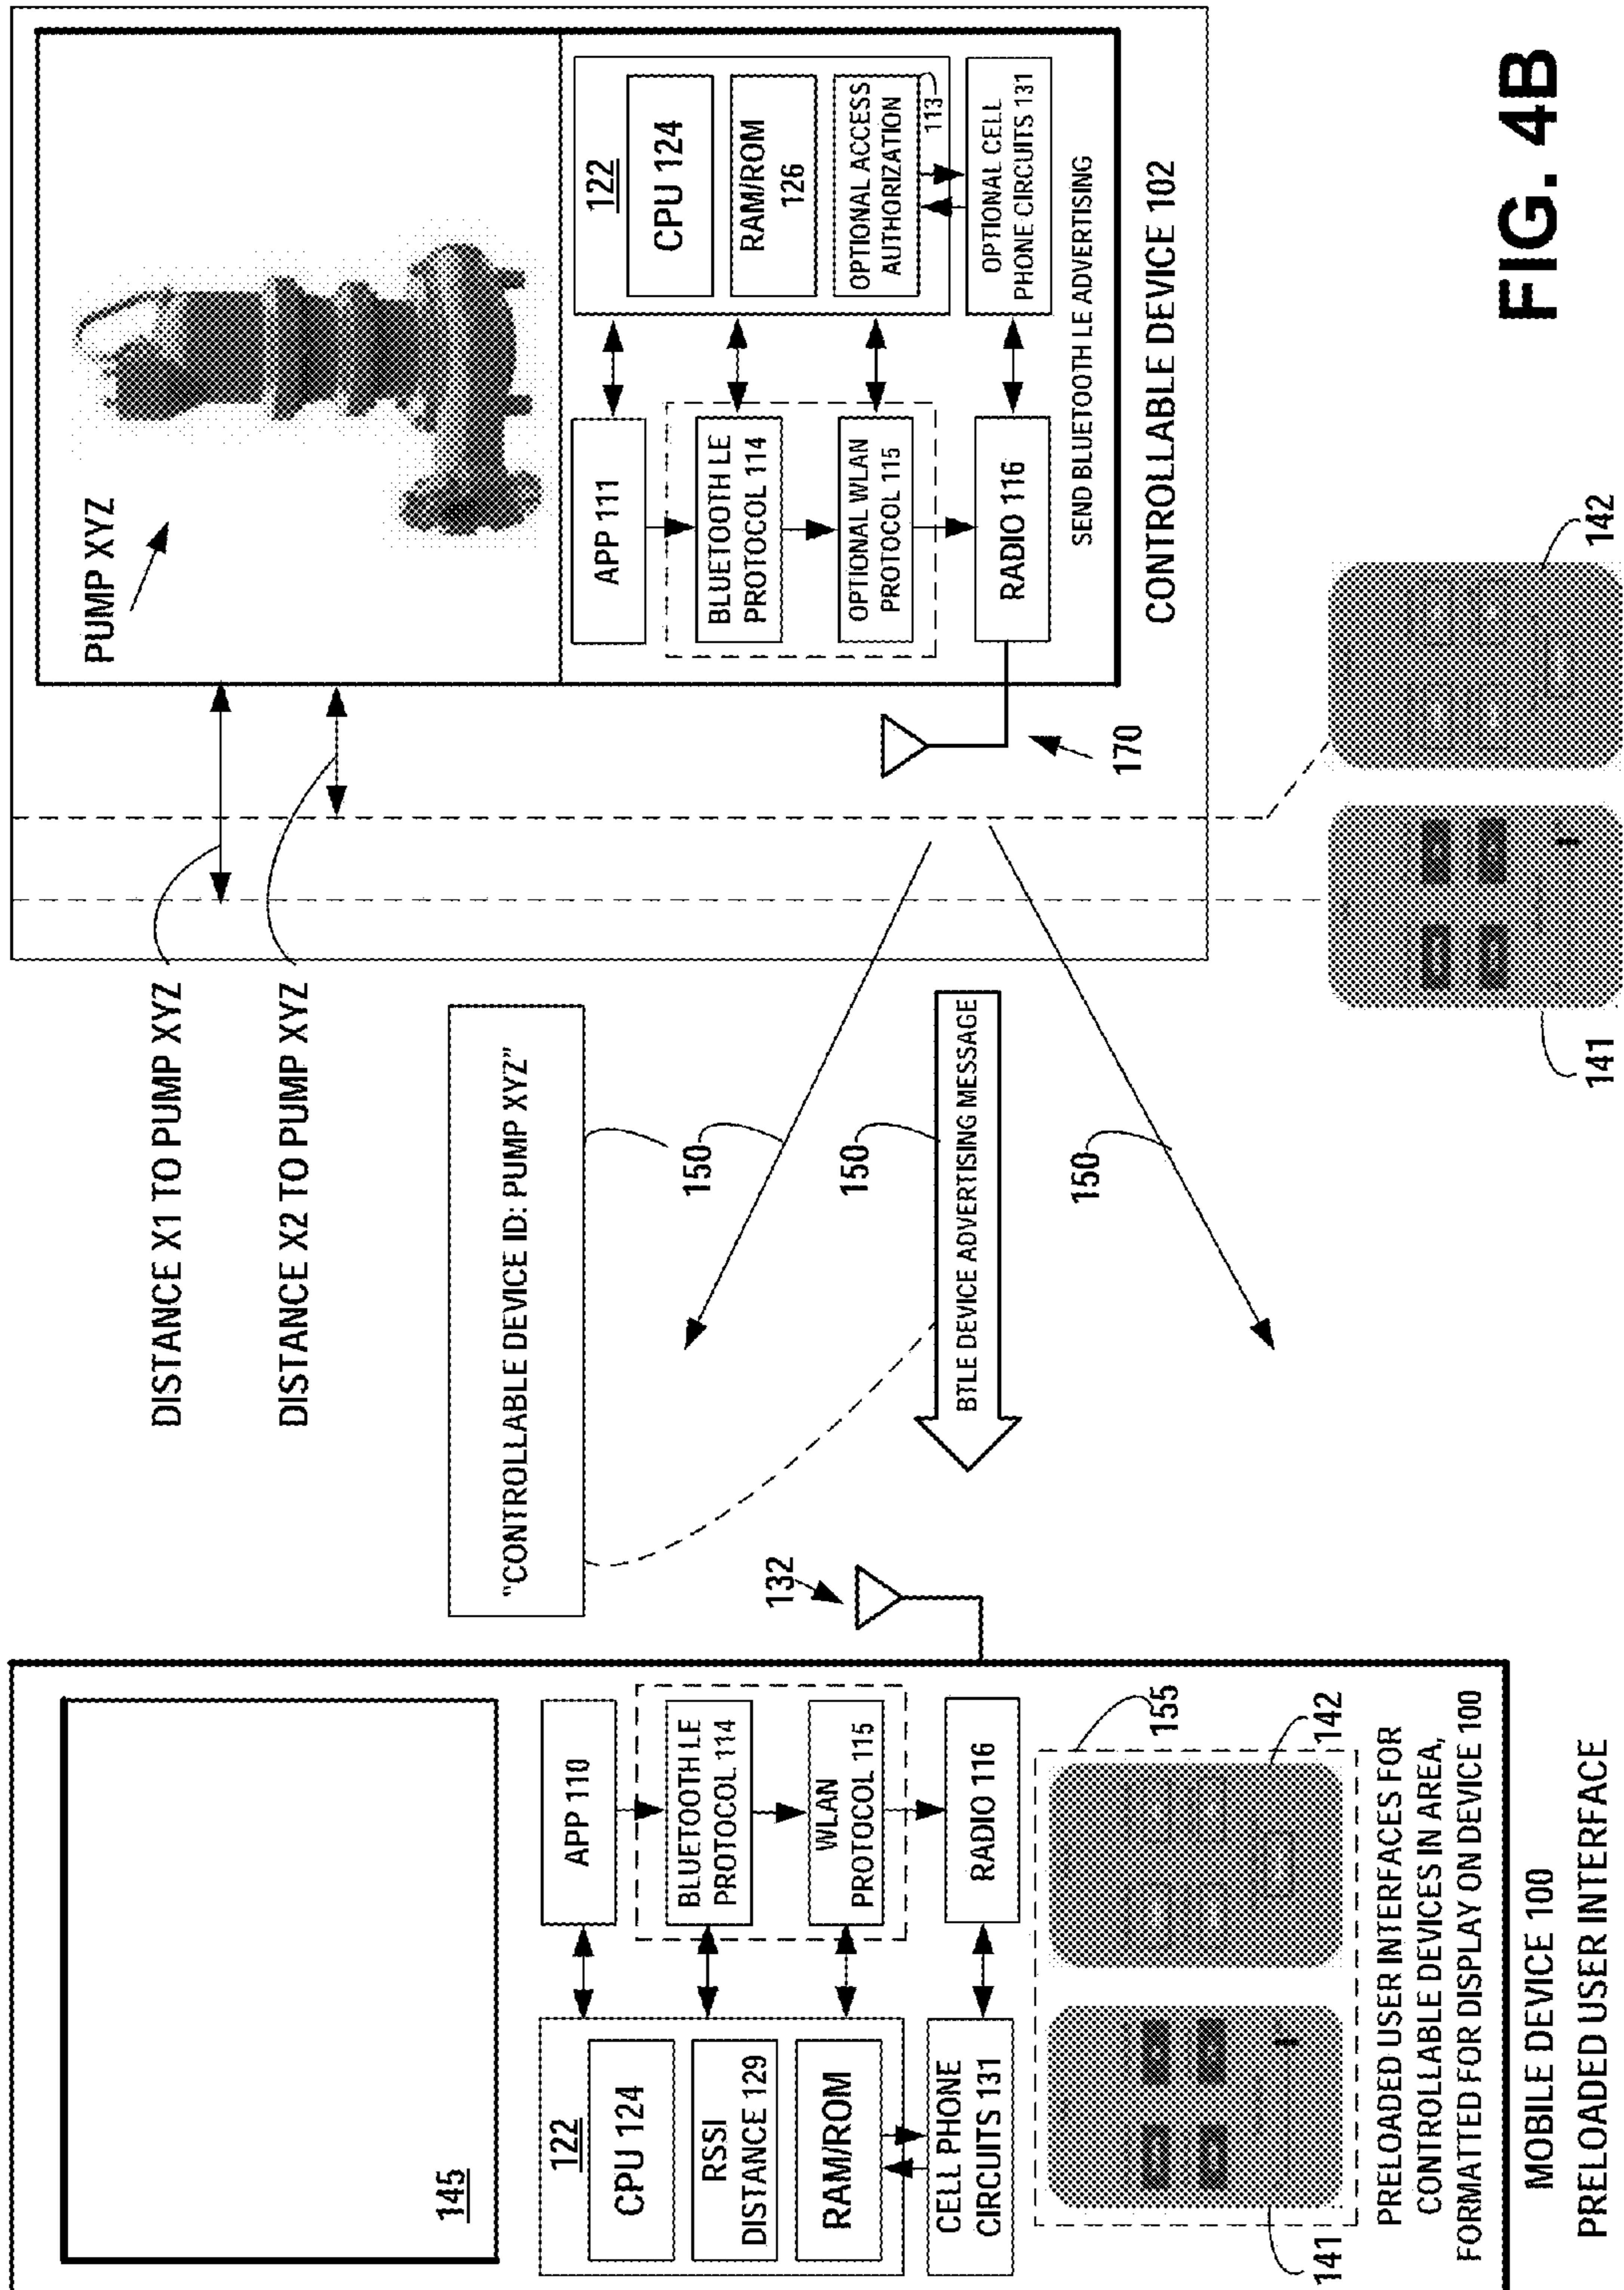 145
122
CPU 124
RSSI
DISTANCE 129
RAM/ROM
CELL PHONE
CIRCUITS 131
APP 110
BLUETOOTH LE
PROTOCOL 114
WLAN
PROTOCOL 115
RADIO 116
141
142
155
PRELOADED USER INTERFACES FOR
CONTROLLABLE DEVICES IN AREA,
FORMATTED FOR DISPLAY ON DEVICE 100
MOBILE DEVICE 100
PRELOADED USER INTERFACE
132
DISTANCE X1 TO PUMP XYZ
DISTANCE X2 TO PUMP XYZ
"CONTROLLABLE DEVICE ID: PUMP XYZ"
150
150
BTLE DEVICE ADVERTISING MESSAGE
150
PUMP XYZ
APP 111
BLUETOOTH LE
PROTOCOL 114
OPTIONAL WLAN
PROTOCOL 115
RADIO 116
122
CPU 124
RAM/ROM
126
OPTIONAL ACCESS
AUTHORIZATION
113
OPTIONAL CELL
PHONE CIRCUITS 131
SEND BLUETOOTH LE ADVERTISING
170
CONTROLLABLE DEVICE 102
141
142
FIG. 4B